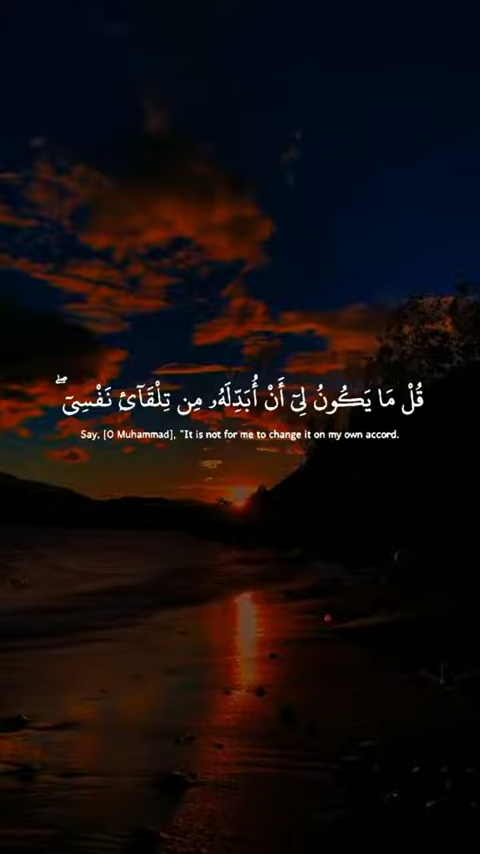 قُلْ مَا يَكُونُ لِىٓ أَنْ أُبَدِّلَهُۥ مِن تِلْقَآئِ نَفْسِىٓ ۖ
Say, [O Muhammad], "It is not for me to change it on my own accord.